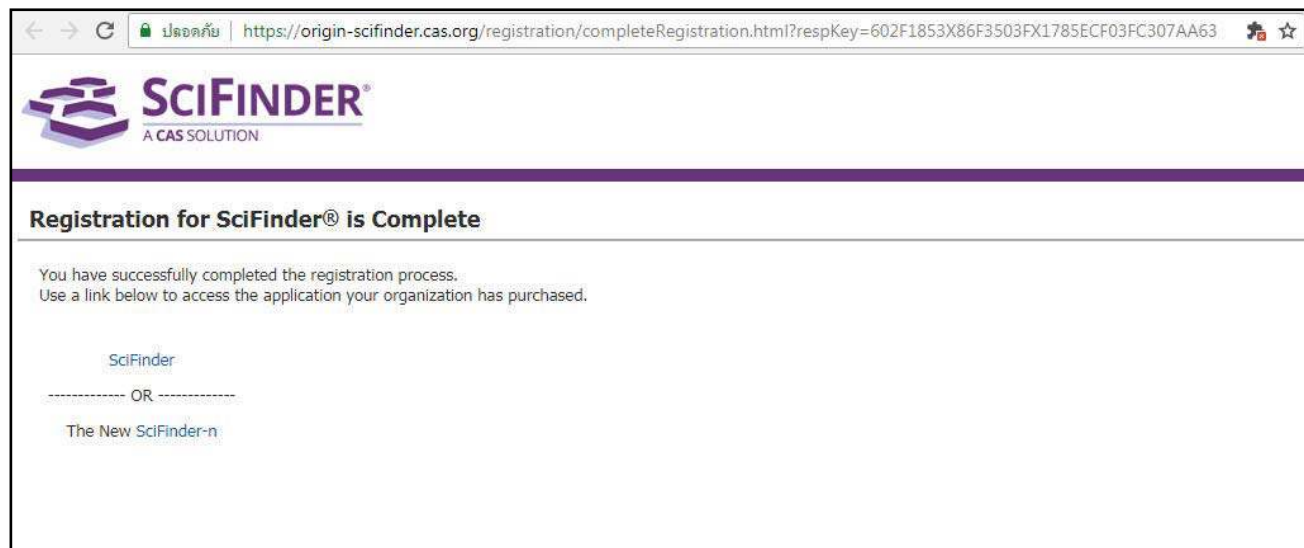 ปลอดภัย | https://origin-scifinder.cas.org/registration/completeRegistration.html?respKey=602F1853X86F3503FX1785ECF03FC307AA63
SCIFINDER®
A CAS SOLUTION
Registration for SciFinder® is Complete
You have successfully completed the registration process.
Use a link below to access the application your organization has purchased.
SciFinder
------------- OR -------------
The New SciFinder-n